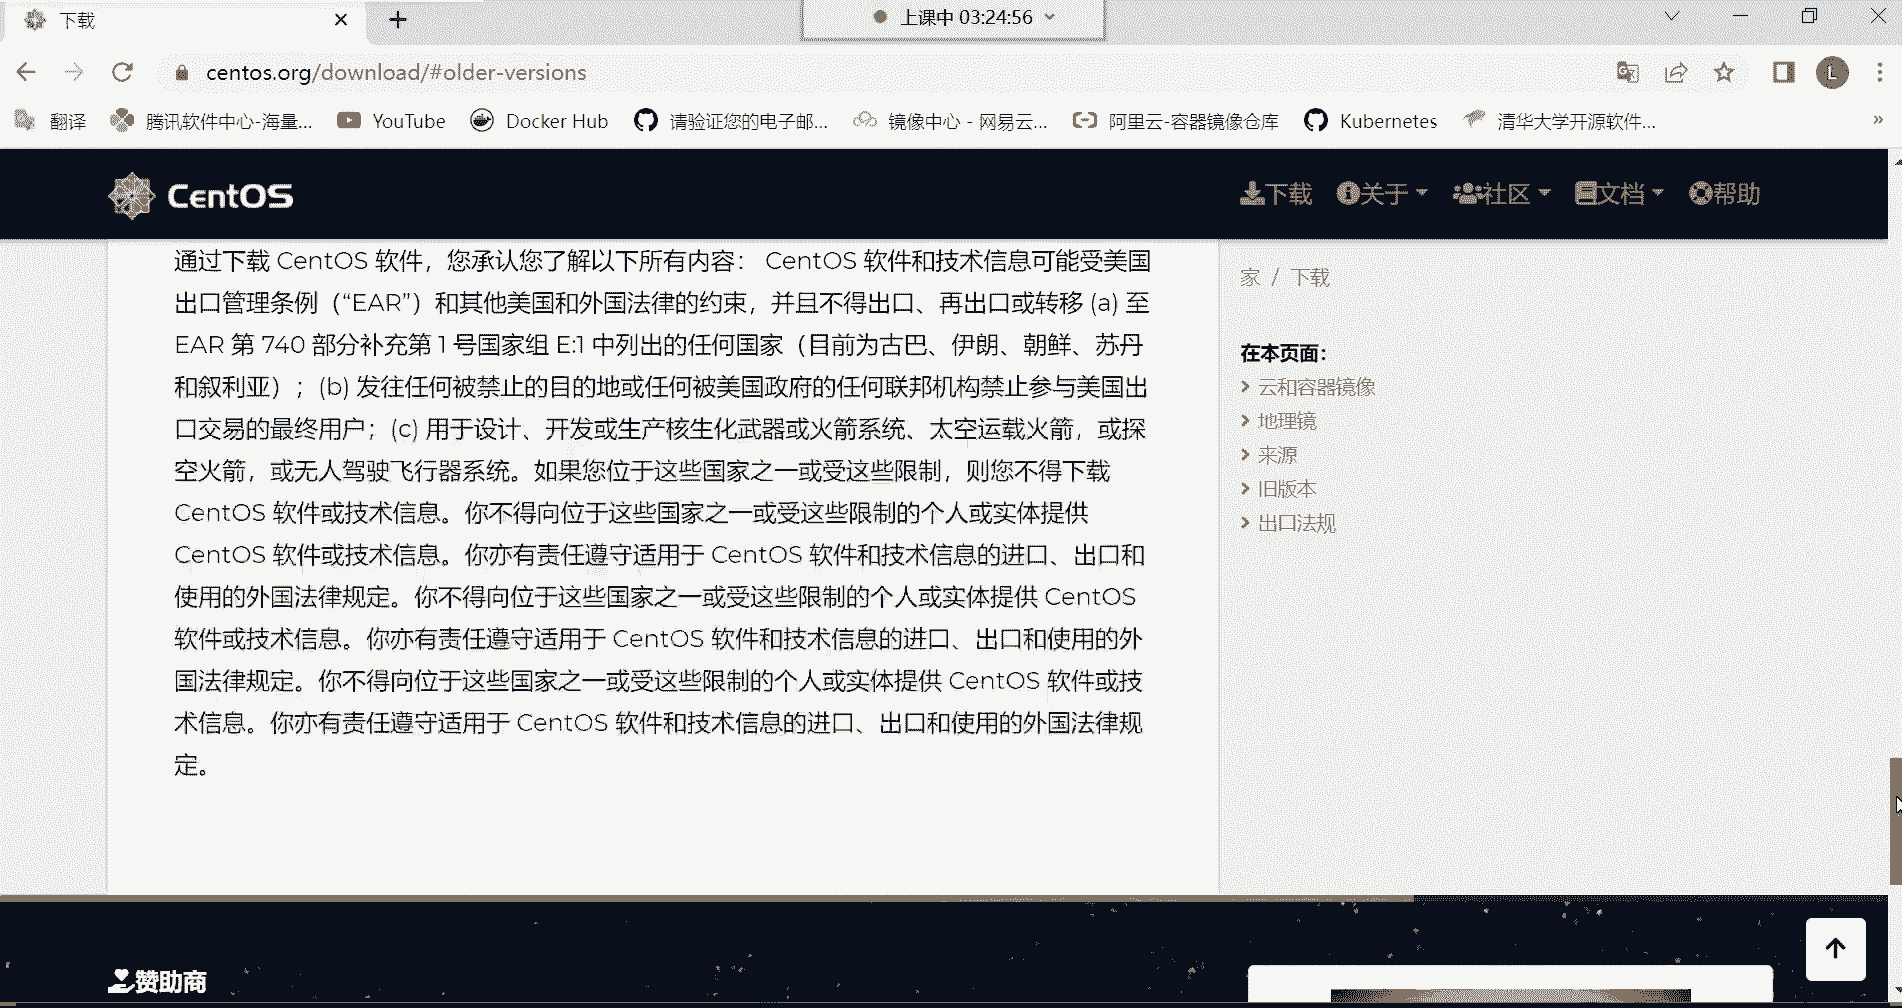 下载
上课中 03:24:56
centos.org/download/#older-versions
翻译 腾讯软件中心-海量... YouTube Docker Hub 请验证您的电子邮... 镜像中心 - 网易云... 阿里云-容器镜像仓库 Kubernetes 清华大学开源软件... »
CentOS 下载 关于 社区 文档 帮助
通过下载 CentOS 软件，您承认您了解以下所有内容： CentOS 软件和技术信息可能受美国
出口管理条例（“EAR”）和其他美国和外国法律的约束，并且不得出口、再出口或转移 (a) 至
EAR 第 740 部分补充第 1 号国家组 E:1 中列出的任何国家（目前为古巴、伊朗、朝鲜、苏丹
和叙利亚）；(b) 发往任何被禁止的目的地或任何被美国政府的任何联邦机构禁止参与美国出
口交易的最终用户；(c) 用于设计、开发或生产核生化武器或火箭系统、太空运载火箭，或探
空火箭，或无人驾驶飞行器系统。如果您位于这些国家之一或受这些限制，则您不得下载
CentOS 软件或技术信息。你不得向位于这些国家之一或受这些限制的个人或实体提供
CentOS 软件或技术信息。你亦有责任遵守适用于 CentOS 软件和技术信息的进口、出口和
使用的外国法律规定。你不得向位于这些国家之一或受这些限制的个人或实体提供 CentOS
软件或技术信息。你亦有责任遵守适用于 CentOS 软件和技术信息的进口、出口和使用的外
国法律规定。你不得向位于这些国家之一或受这些限制的个人或实体提供 CentOS 软件或技
术信息。你亦有责任遵守适用于 CentOS 软件和技术信息的进口、出口和使用的外国法律规
定。
家 / 下载
在本页面：
云和容器镜像
地理镜
来源
旧版本
出口法规
赞助商
L